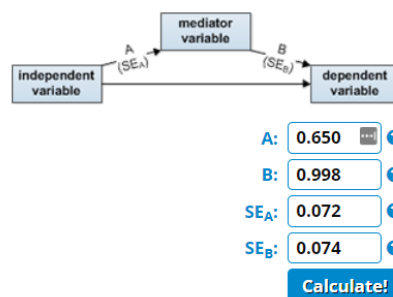 mediator
variable
A
(SEA)
B
(SEB)
independent
variable
dependent
variable
A: 0.650
B: 0.998
SEA: 0.072
SEB: 0.074
Calculate!